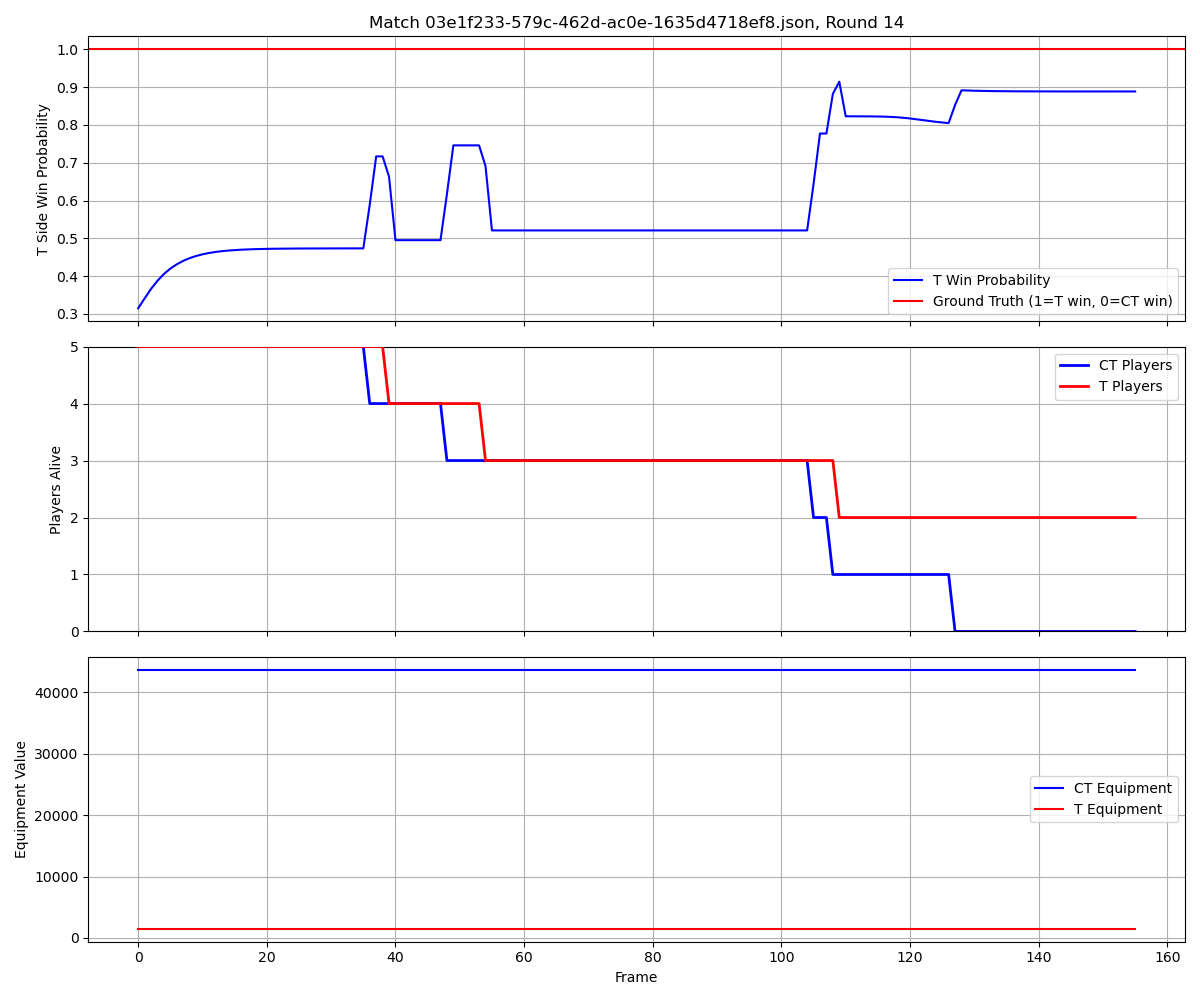 Match 03e1f233-579c-462d-ac0e-1635d4718ef8.json, Round 14
T Side Win Probability
1.0
0.9
0.8
0.7
0.6
0.5
0.4
0.3
T Win Probability
Ground Truth (1=T win, 0=CT win)
Players Alive
5
4
3
2
1
0
CT Players
T Players
Equipment Value
40000
30000
20000
10000
0
CT Equipment
T Equipment
0 20 40 60 80 100 120 140 160
Frame